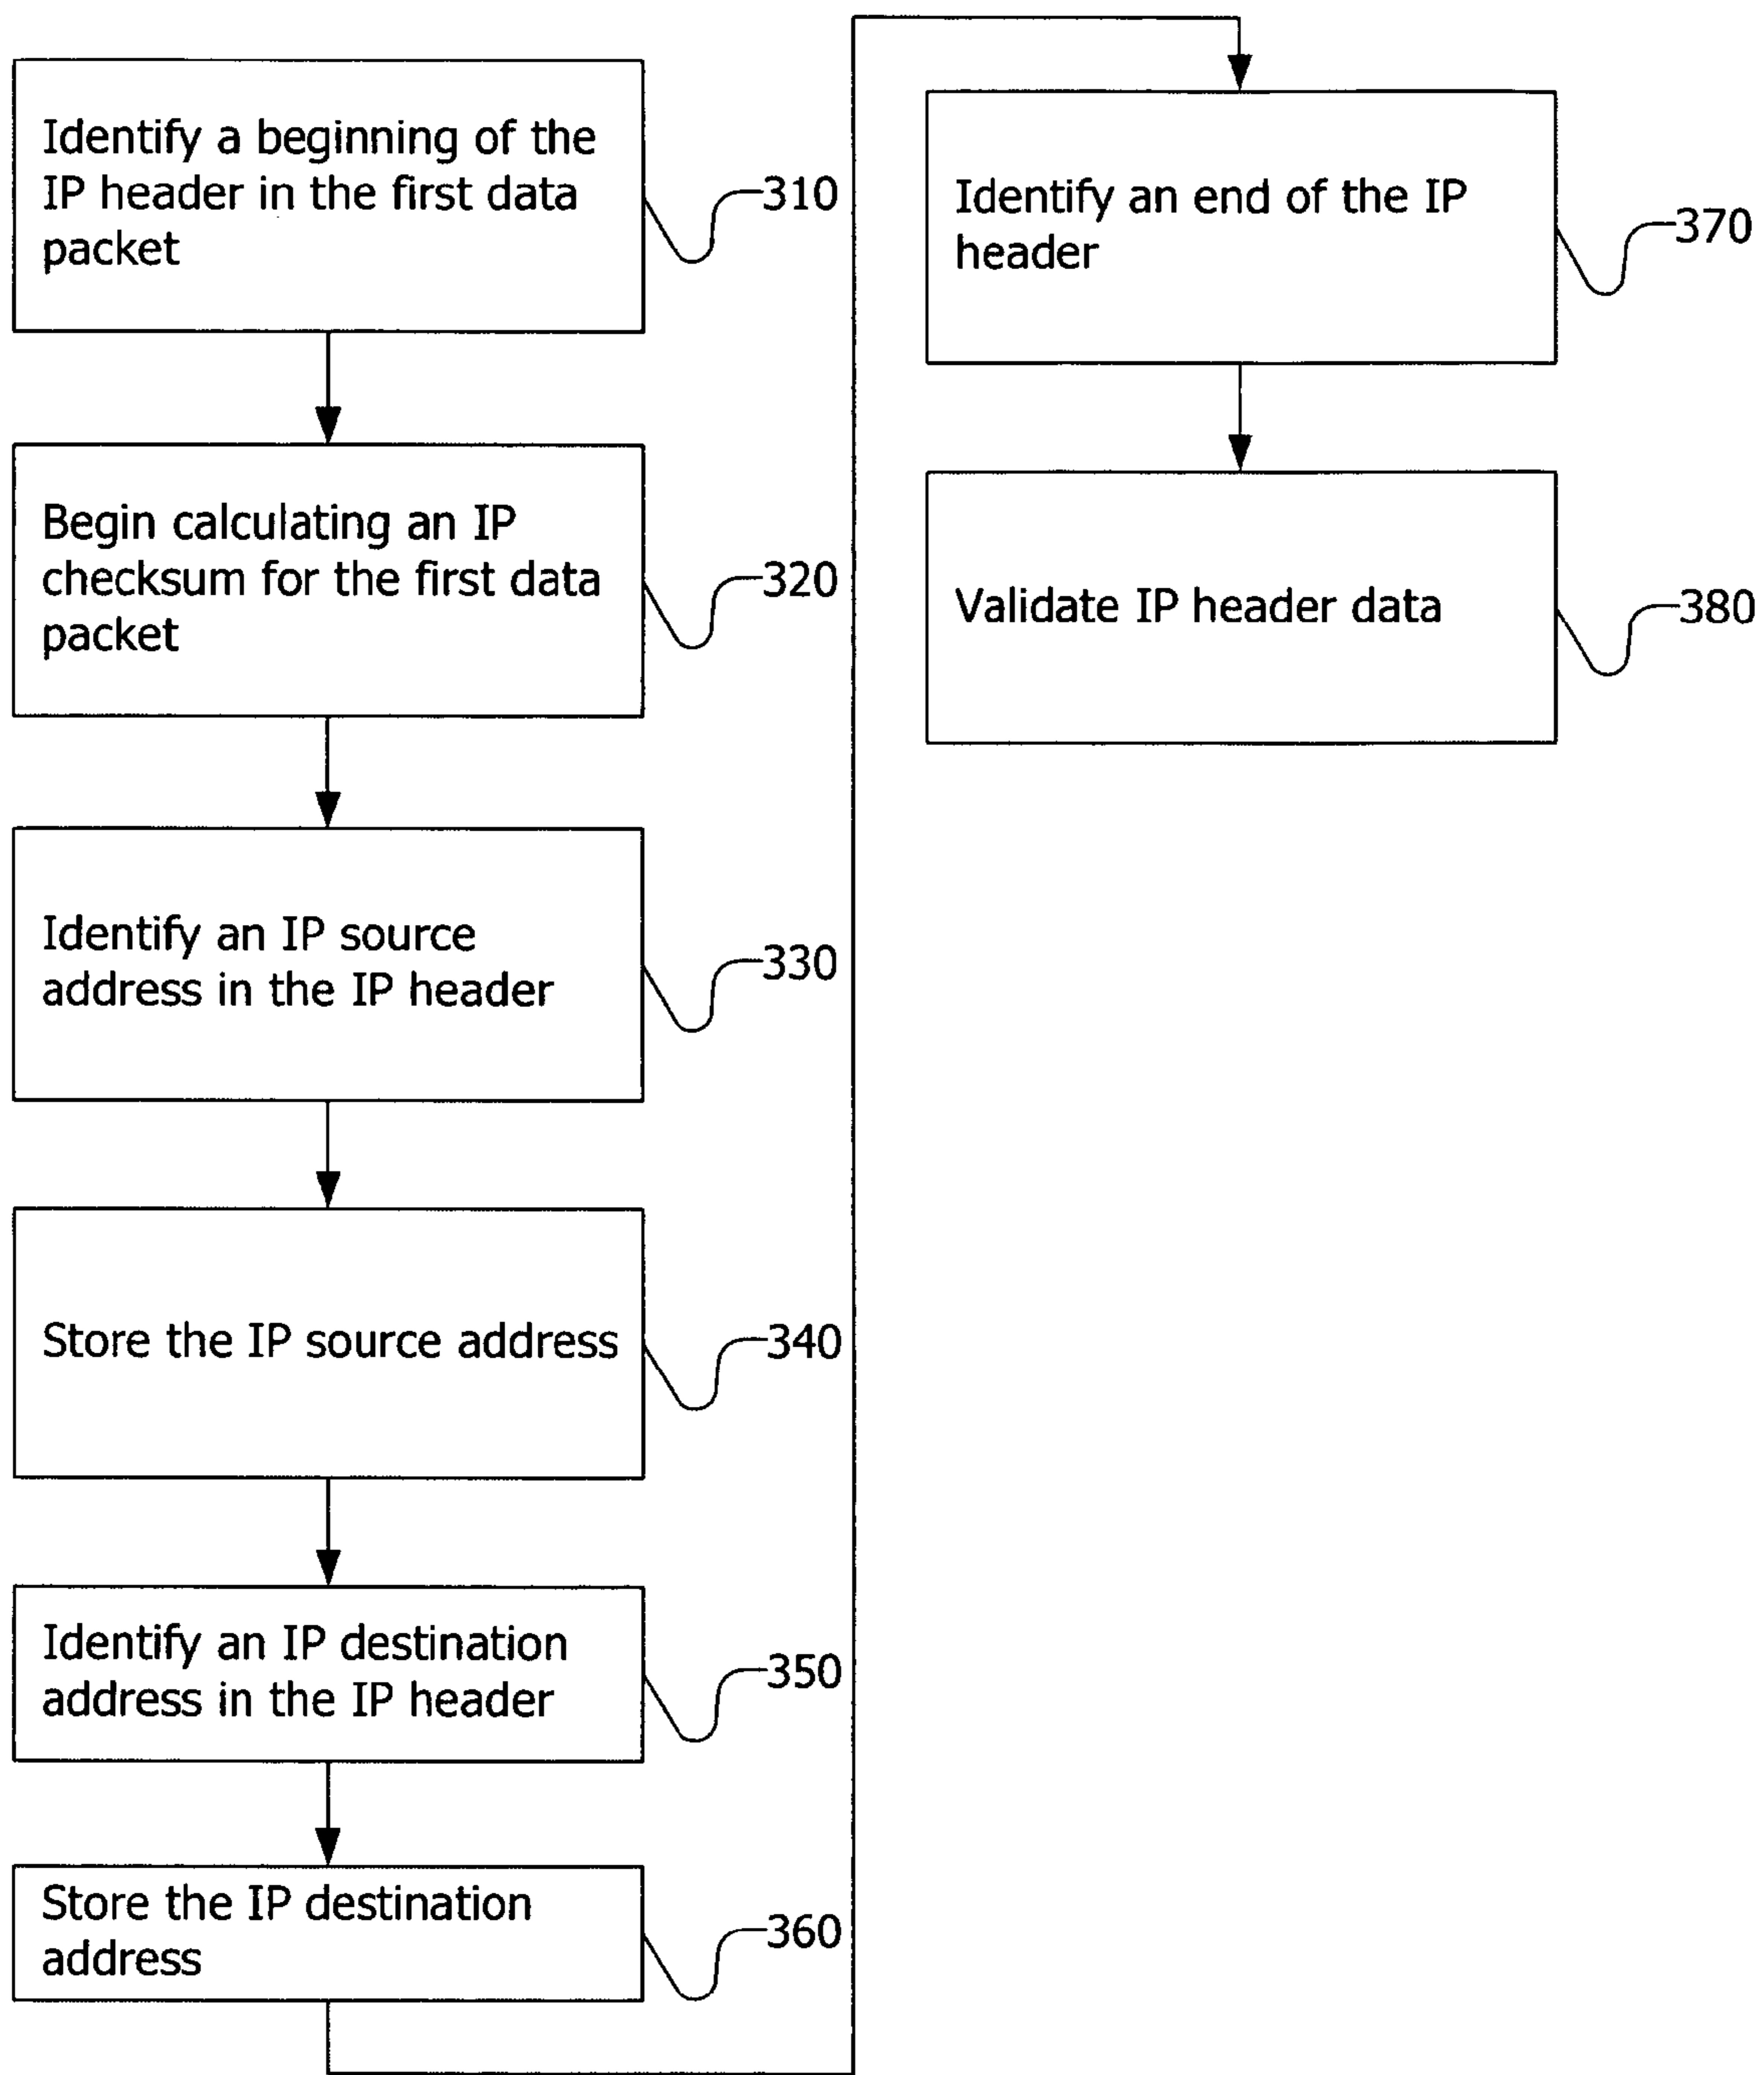 Identify a beginning of the
IP header in the first data
packet
310
Begin calculating an IP
checksum for the first data
packet
320
Identify an IP source
address in the IP header
330
Store the IP source address
340
Identify an IP destination
address in the IP header
350
Store the IP destination
address
360
Identify an end of the IP
header
370
Validate IP header data
380